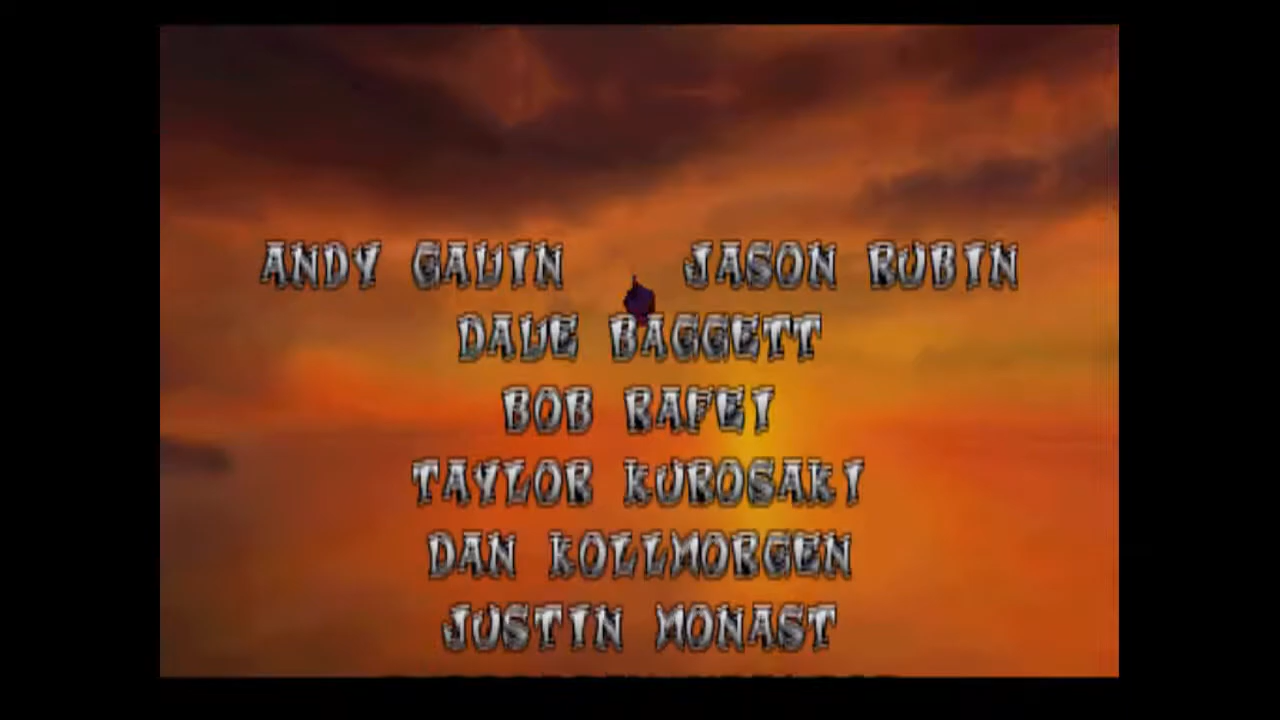 ANDY GAVIN JASON RUBIN
DAVE BAGGETT
BOB RAFEI
TAYLOR KUROSAKI
DAN KOLLMORGEN
JUSTIN MONAST